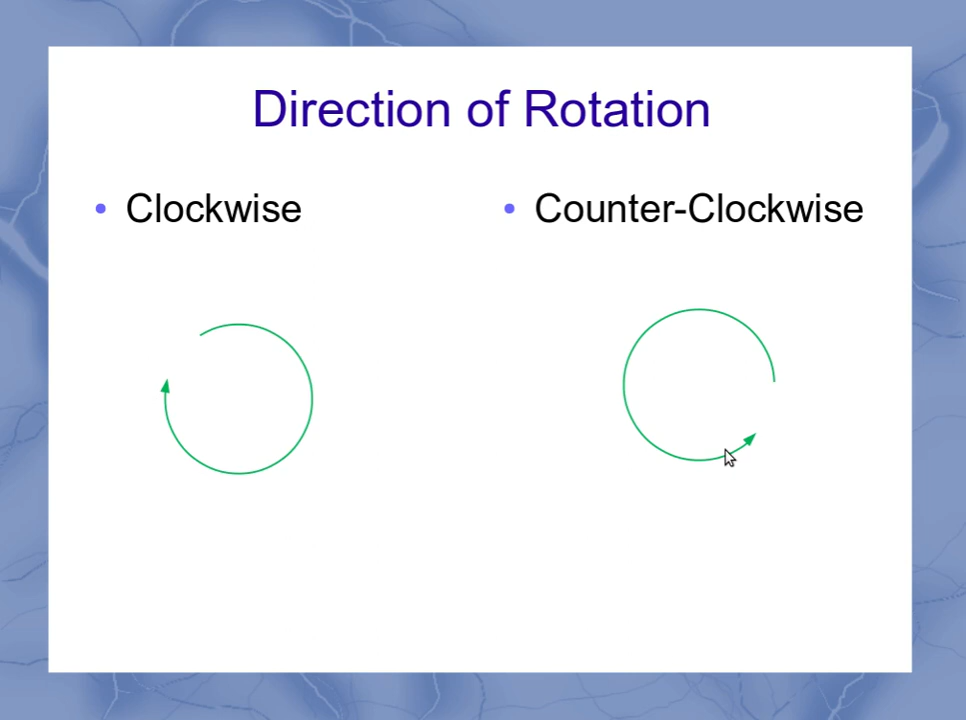 Direction of Rotation
• Clockwise
• Counter-Clockwise